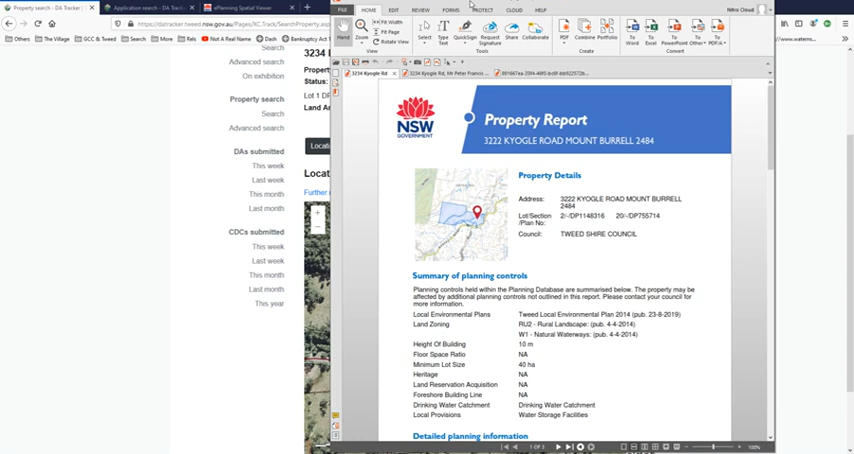 Property search - DA Tracker
Application search - DA Track
ePlanning Spatial Viewer
https://datracker.tweed.nsw.gov.au/Pages/XC.Track/SearchProperty.asp
Others
The Village
GCC & Tweed
Search
More
Rules
Not A Real Name
Dash
Bankruptcy Act
Search
Advanced search
On exhibition
Property search
Search
Advanced search
DAs submitted
This week
Last week
This month
Last month
CDCs submitted
This week
Last week
This month
Last month
This year
3234
Propert
Status:
Lot 1 DP
Land Ar
Locati
Locat
Further
FILE HOME EDIT REVIEW FORMS PROTECT CLOUD HELP
Nitro Cloud
Hand
Zoom
Fit Width
Fit Page
Rotate View
View
Select
Type Text
QuickSign
Request Signature
Share
Collaborate
Tools
PDF
Combine
Portfolio
Create
To Word
To Excel
To PowerPoint
To Other
To PDF/A
Convert
3234 Kyogle Rd
3234 Kyogle Rd, Mr Peter Francis ...
NSW
GOVERNMENT
Property Report
3222 KYOGLE ROAD MOUNT BURRELL 2484
Property Details
Address: 3222 KYOGLE ROAD MOUNT BURRELL
2484
Lot/Section 2/-/DP1148316 20/-/DP755714
/Plan No:
Council: TWEED SHIRE COUNCIL
Summary of planning controls
Planning controls held within the Planning Database are summarised below. The property may be
affected by additional planning controls not outlined in this report. Please contact your council for
more information.
Local Environmental Plans Tweed Local Environmental Plan 2014 (pub. 23-8-2019)
Land Zoning RU2 - Rural Landscape: (pub. 4-4-2014)
W1 - Natural Waterways: (pub. 4-4-2014)
Height Of Building 10 m
Floor Space Ratio NA
Minimum Lot Size 40 ha
Heritage NA
Land Reservation Acquisition NA
Foreshore Building Line NA
Drinking Water Catchment Drinking Water Catchment
Local Provisions Water Storage Facilities
Detailed planning information
1 OF 3
100%